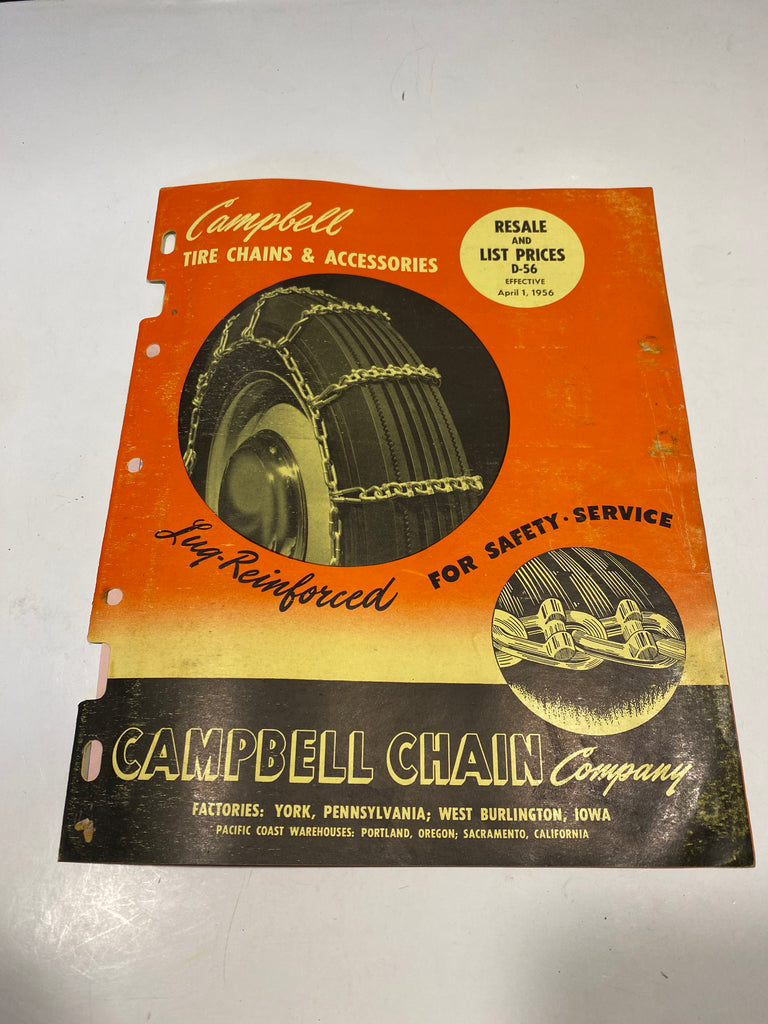 Campbell
TIRE CHAINS & ACCESSORIES
RESALE
AND
LIST PRICES
D-56
EFFECTIVE
April 1, 1956
Lug-Reinforced
FOR SAFETY · SERVICE
CAMPBELL CHAIN Company
FACTORIES: YORK, PENNSYLVANIA; WEST BURLINGTON, IOWA
PACIFIC COAST WAREHOUSES: PORTLAND, OREGON; SACRAMENTO, CALIFORNIA